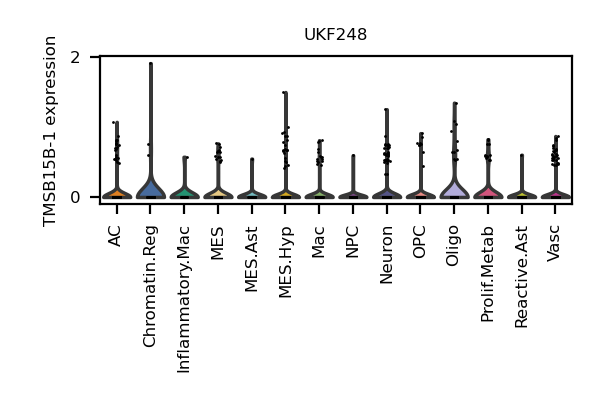 UKF248
TMSB15B-1 expression
2
0
AC
Chromatin.Reg
Inflammatory.Mac
MES
MES.Ast
MES.Hyp
Mac
NPC
Neuron
OPC
Oligo
Prolif.Metab
Reactive.Ast
Vasc